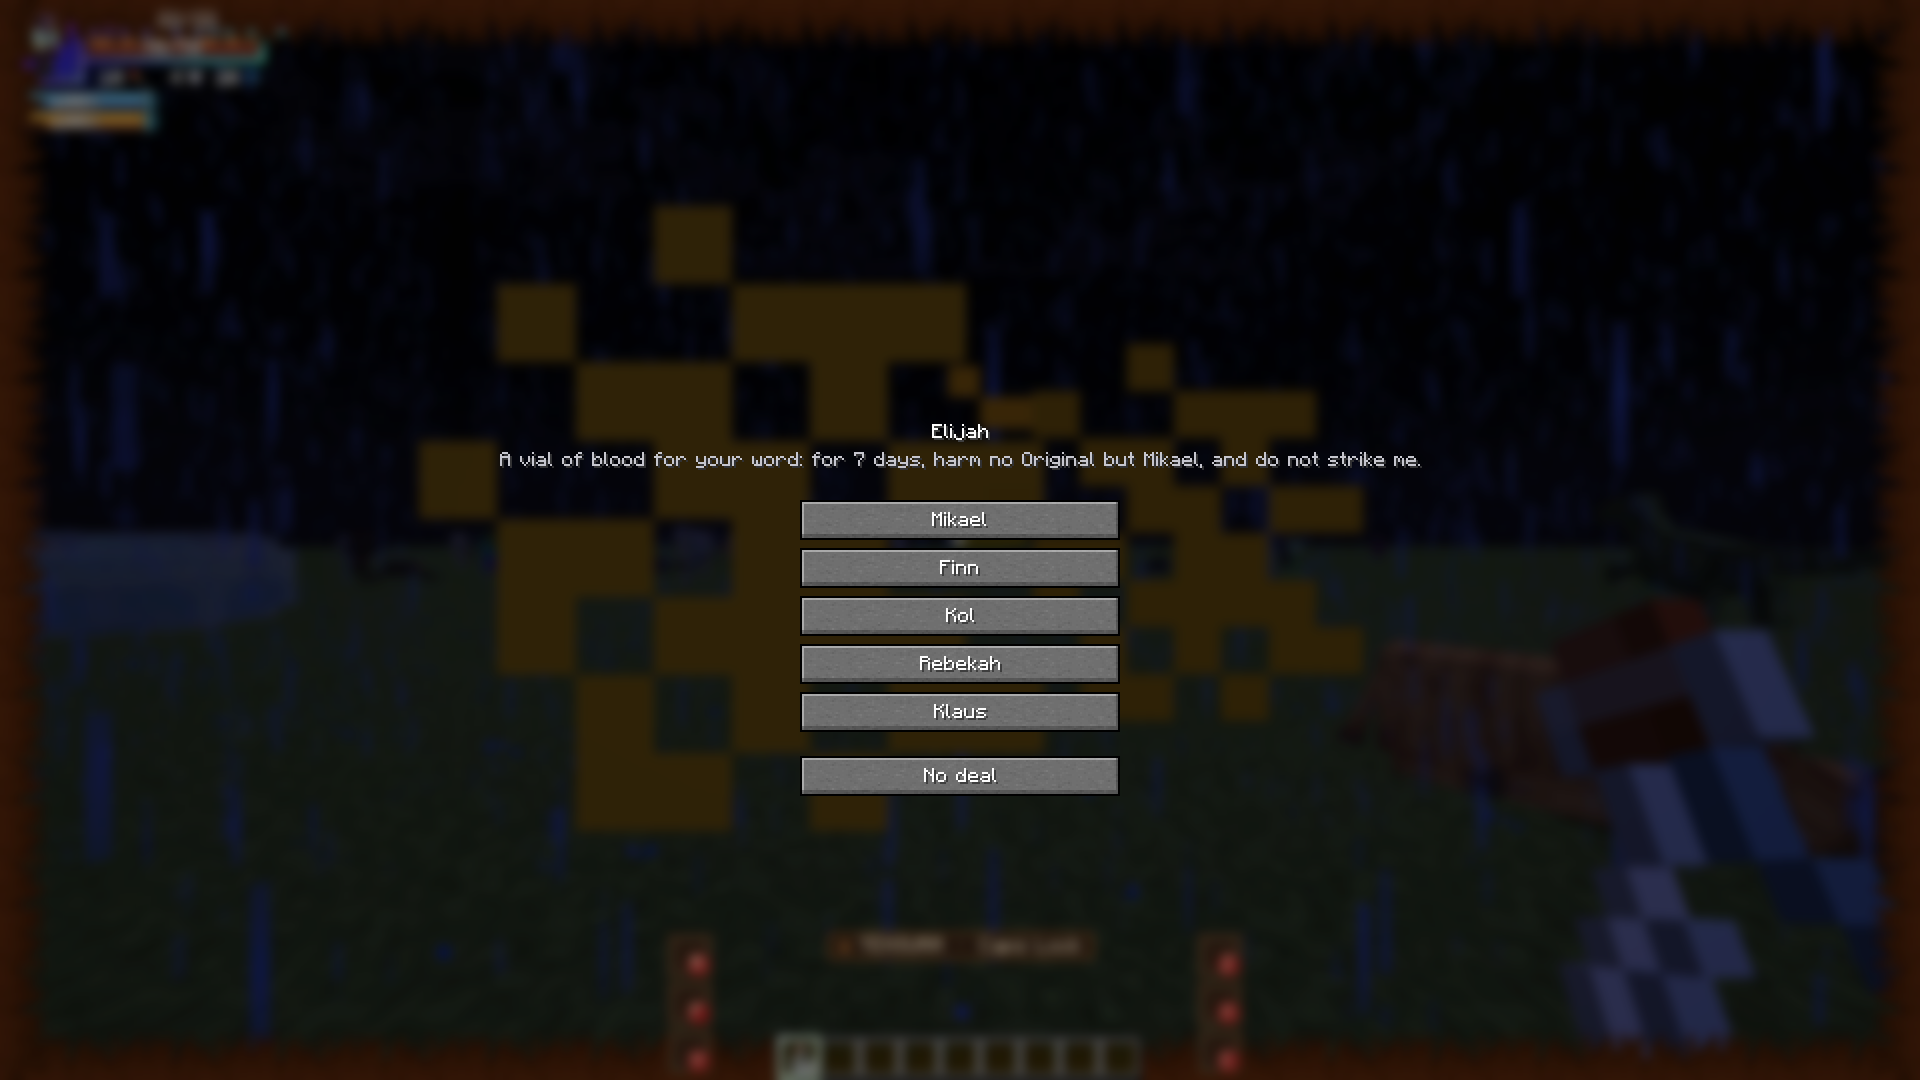 Elijah
A vial of blood for your word: for 7 days, harm no Original but Mikael, and do not strike me.
Mikael
Finn
Kol
Rebekah
Klaus
No deal